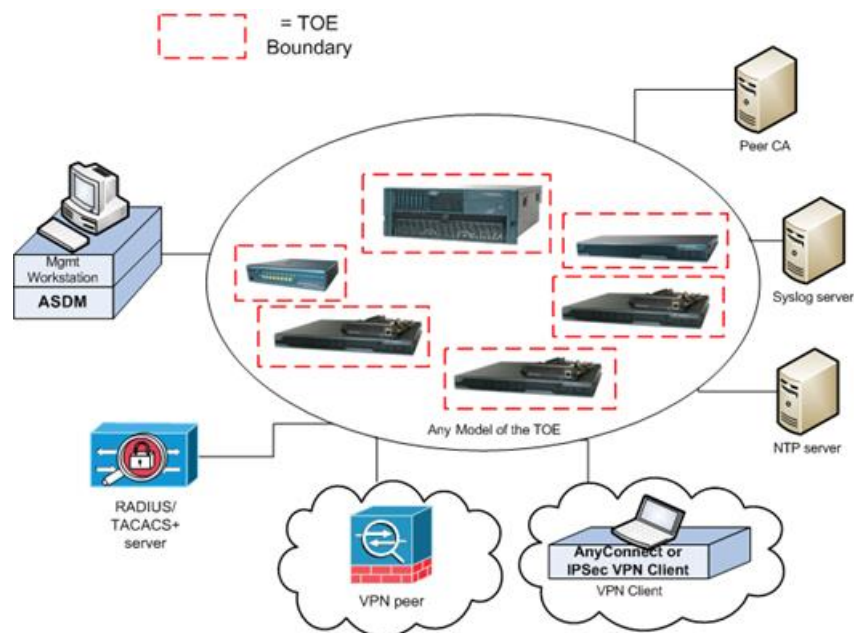 = TOE
Boundary
Peer CA
Mgmt
Workstation
ASDM
Syslog server
Any Model of the TOE
NTP server
RADIUS/
TACACS+
server
VPN peer
AnyConnect or
IPSec VPN Client
VPN Client